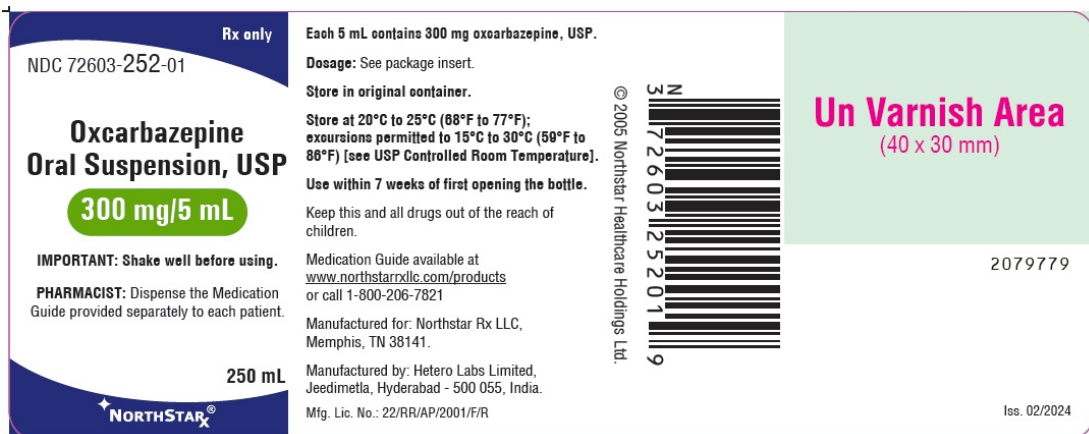 Rx only
NDC 72603-252-01
Oxcarbazepine
Oral Suspension, USP
300 mg/5 mL
IMPORTANT: Shake well before using.
PHARMACIST: Dispense the Medication
Guide provided separately to each patient.
250 mL
NORTHSTARx®
Each 5 mL contains 300 mg oxcarbazepine, USP.
Dosage: See package insert.
Store in original container.
Store at 20°C to 25°C (68°F to 77°F);
excursions permitted to 15°C to 30°C (59°F to
86°F) [see USP Controlled Room Temperature].
Use within 7 weeks of first opening the bottle.
Keep this and all drugs out of the reach of
children.
Medication Guide available at
www.northstarrxllc.com/products
or call 1-800-206-7821
Manufactured for: Northstar Rx LLC,
Memphis, TN 38141.
Manufactured by: Hetero Labs Limited,
Jeedimetla, Hyderabad - 500 055, India.
Mfg. Lic. No.: 22/RR/AP/2001/F/R
© 2005 Northstar Healthcare Holdings Ltd.
N
3 72603 25201 9
Un Varnish Area
(40 x 30 mm)
2079779
Iss. 02/2024